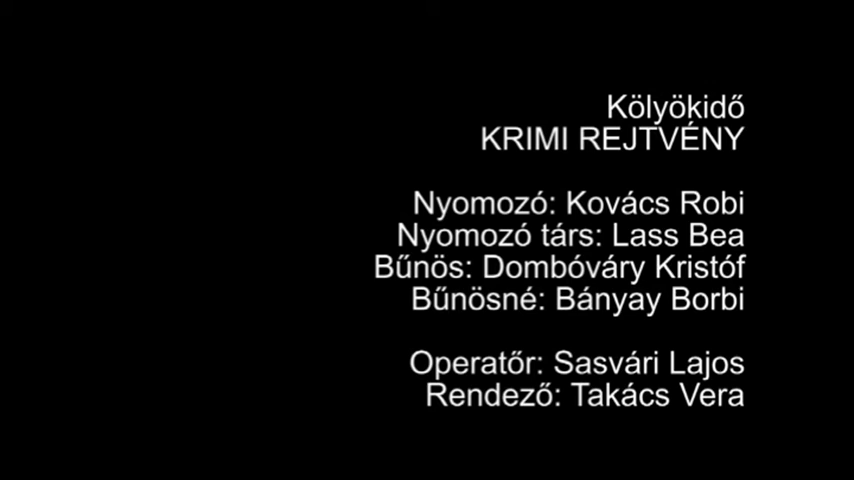 Kölyökidő
KRIMI REJTVÉNY
Nyomozó: Kovács Robi
Nyomozó társ: Lass Bea
Bűnös: Dombóváry Kristóf
Bűnösné: Bányay Borbi
Operatőr: Sasvári Lajos
Rendező: Takács Vera